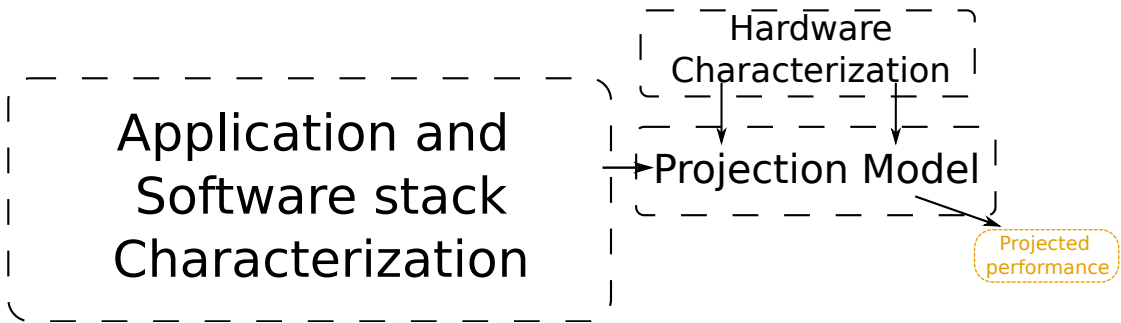 Hardware
Characterization
Application and
Software stack
Characterization
Projection Model
Projected
performance